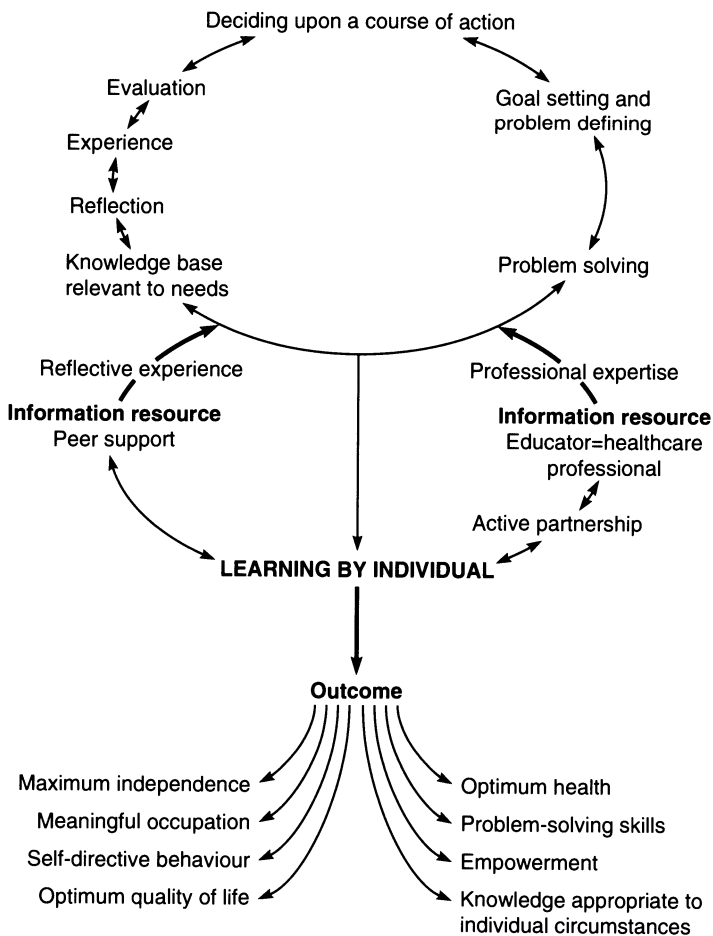 Deciding upon a course of action
Evaluation
Goal setting and
problem defining
Experience
Reflection
Knowledge base
relevant to needs
Problem solving
Reflective experience
Professional expertise
Information resource
Peer support
Information resource
Educator=healthcare
professional
Active partnership
LEARNING BY INDIVIDUAL
Outcome
Maximum independence
Meaningful occupation
Self-directive behaviour
Optimum quality of life
Optimum health
Problem-solving skills
Empowerment
Knowledge appropriate to
individual circumstances